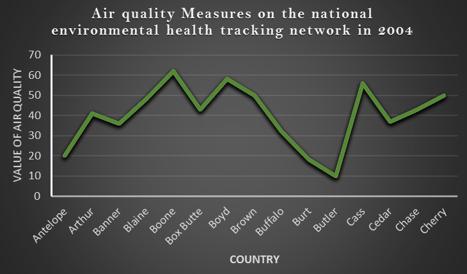 Air quality Measures on the national
environmental health tracking network in 2004
VALUE OF AIR QUALITY
70
60
50
40
30
20
10
0
Antelope
Arthur
Banner
Blaine
Boone
Box Butte
Boyd
Brown
Buffalo
Burt
Butler
Cass
Cedar
Chase
Cherry
COUNTRY